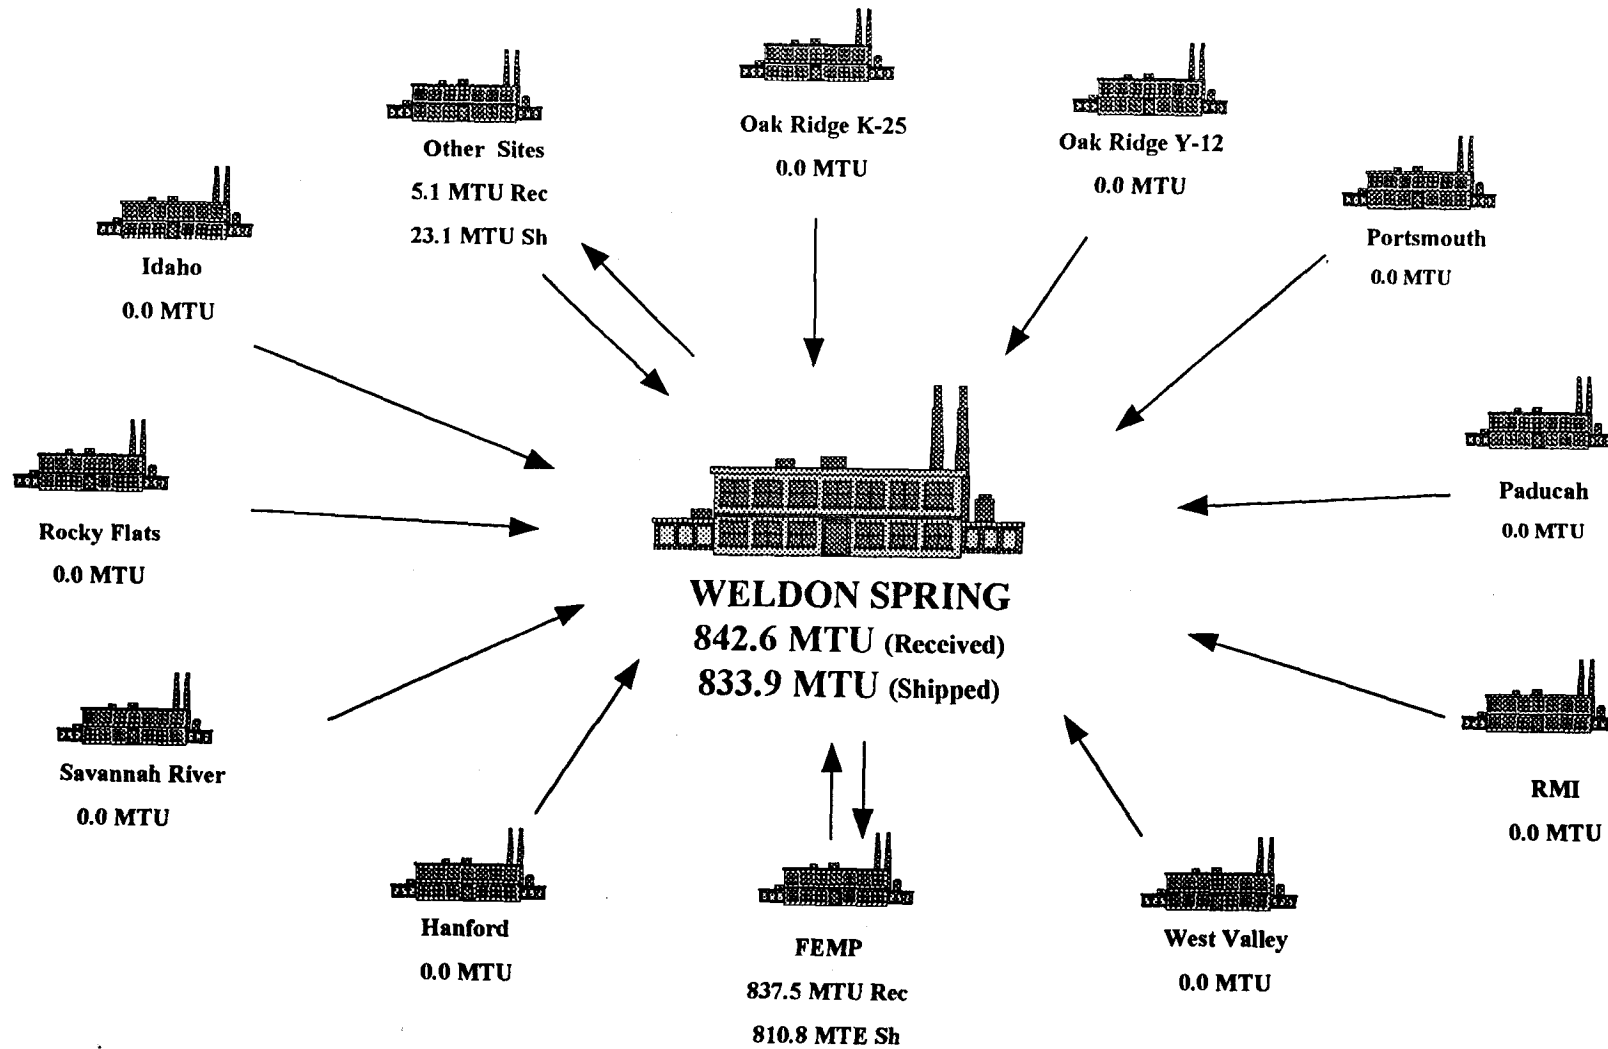 Oak Ridge K-25
0.0 MTU
Oak Ridge Y-12
0.0 MTU
Other Sites
5.1 MTU Rec
23.1 MTU Sh
Portsmouth
0.0 MTU
Idaho
0.0 MTU
Paducah
0.0 MTU
Rocky Flats
0.0 MTU
WELDON SPRING
842.6 MTU (Received)
833.9 MTU (Shipped)
Savannah River
0.0 MTU
RMI
0.0 MTU
Hanford
0.0 MTU
FEMP
837.5 MTU Rec
810.8 MTE Sh
West Valley
0.0 MTU